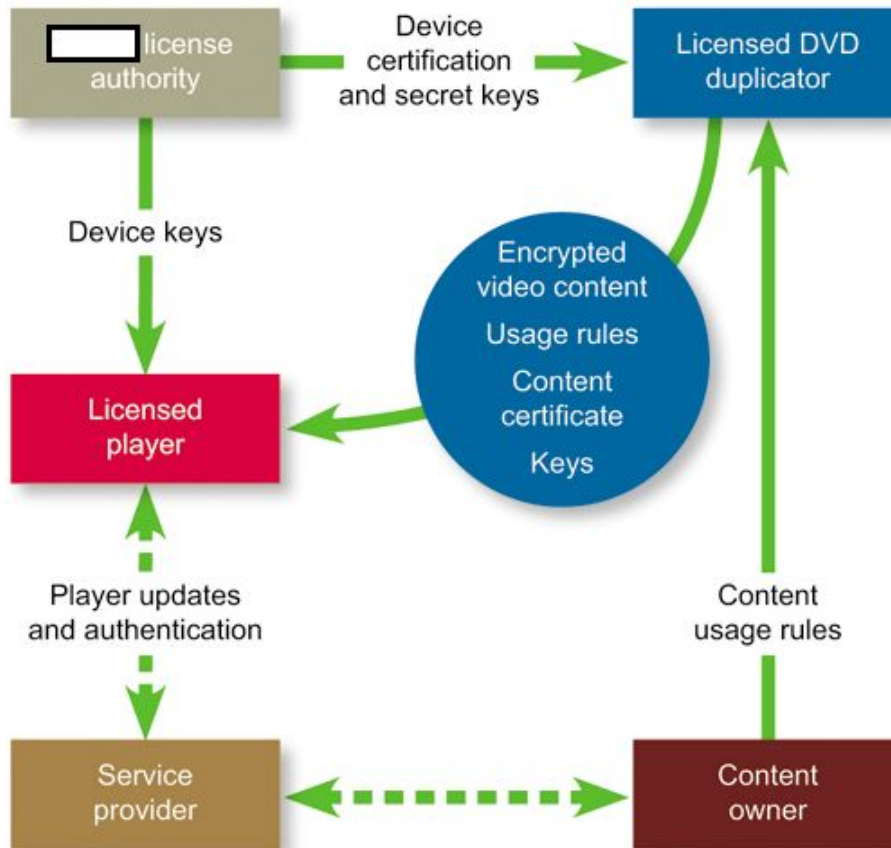 license
authority
Device
certification
and secret keys
Licensed DVD
duplicator
Device keys
Encrypted
video content
Usage rules
Content
certificate
Keys
Licensed
player
Player updates
and authentication
Content
usage rules
Service
provider
Content
owner